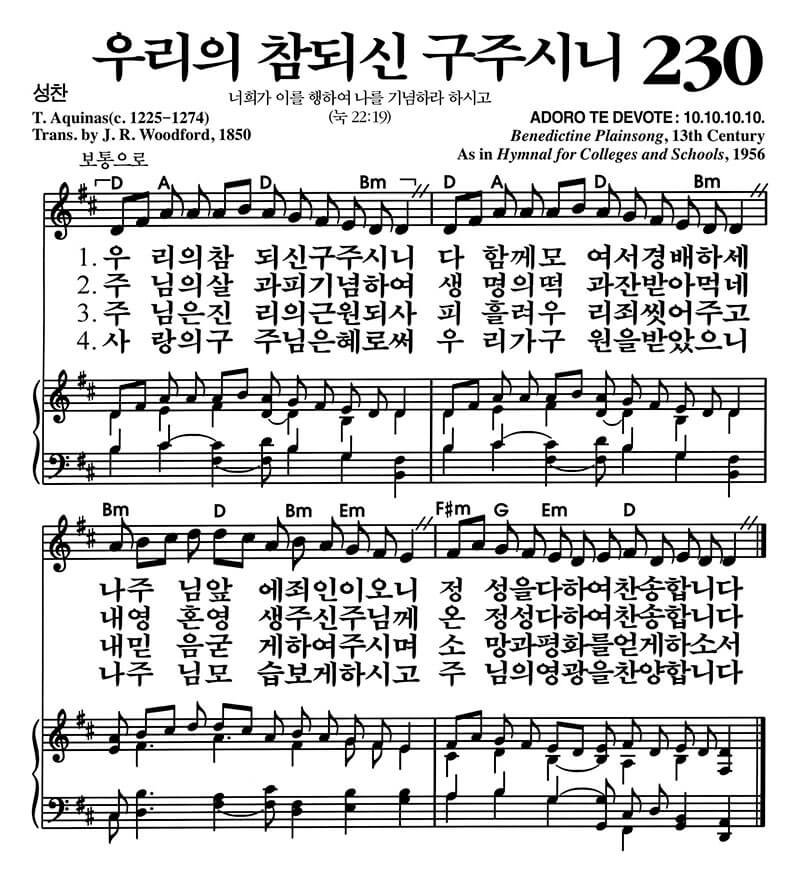 우리의 참되신 구주시니 230
성찬
너희가 이를 행하여 나를 기념하라 하시고
(눅 22:19)
T. Aquinas(c. 1225-1274)
Trans. by J. R. Woodford, 1850
ADORO TE DEVOTE : 10.10.10.10.
Benedictine Plainsong, 13th Century
As in Hymnal for Colleges and Schools, 1956
보통으로
D A D Bm D A D Bm
1. 우 리의참 되신구주시니 다 함께모 여서경배하세
2. 주 님의살 과피기념하여 생 명의떡 과잔받아먹네
3. 주 님은진 리의근원되사 피 흘려우 리죄씻어주고
4. 사 랑의구 주님은혜로써 우 리가구 원을받았으니
Bm D Bm Em F#m G Em D
나주 님앞 에죄인이오니 정 성을다하여찬송합니다
내영 혼영 생주신주님께 온 정성다하여찬송합니다
내믿 음굳 게하여주시며 소 망과평화를얻게하소서
나주 님모 습보게하시고 주 님의영광을찬양합니다